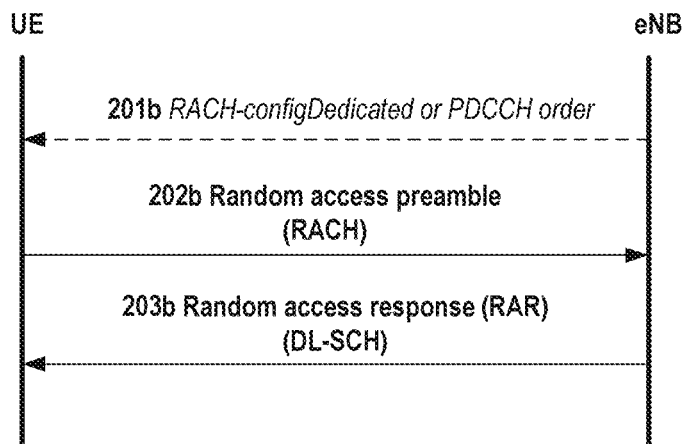 UE eNB
201b RACH-configDedicated or PDCCH order
202b Random access preamble
(RACH)
203b Random access response (RAR)
(DL-SCH)